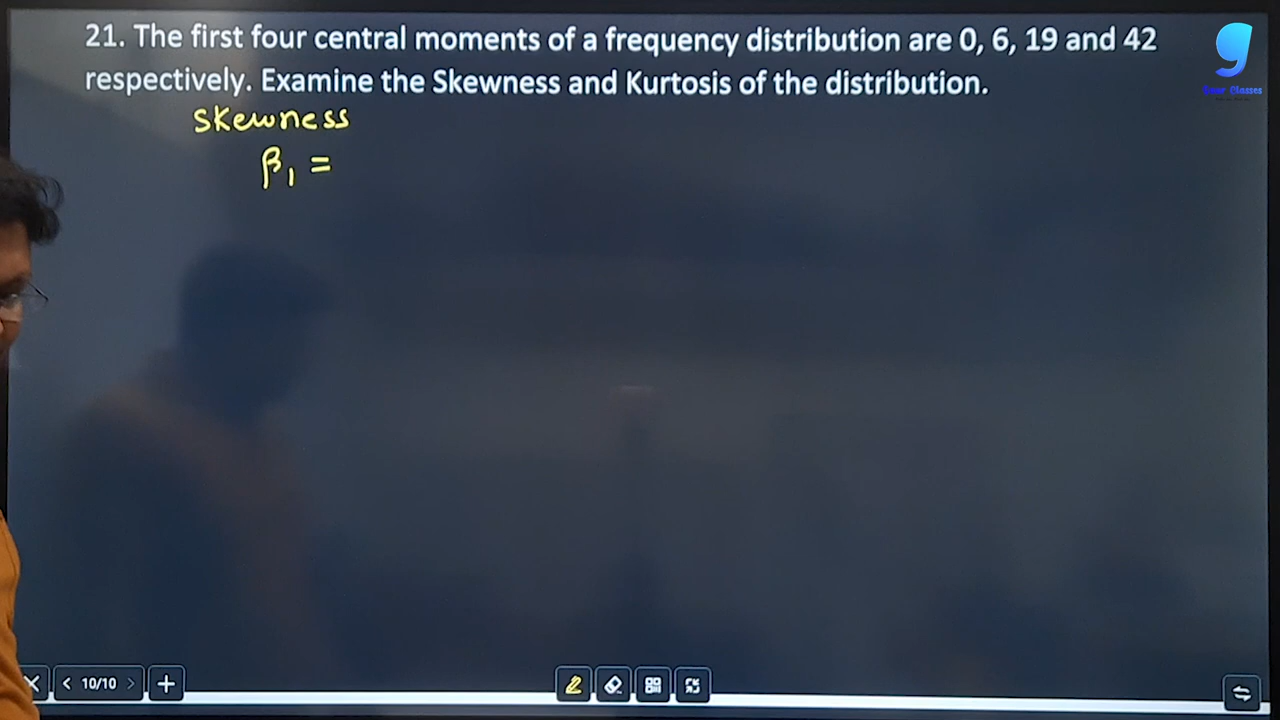 21. The first four central moments of a frequency distribution are 0, 6, 19 and 42
respectively. Examine the Skewness and Kurtosis of the distribution.
Skewness
β₁ =
10/10